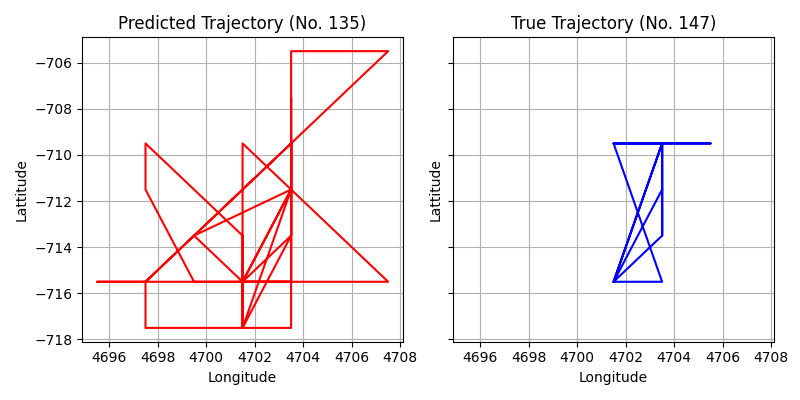 Predicted Trajectory (No. 135)
True Trajectory (No. 147)
−706
−708
−710
−712
−714
−716
−718
Lattitude
Lattitude
4696 4698 4700 4702 4704 4706 4708
4696 4698 4700 4702 4704 4706 4708
Longitude
Longitude